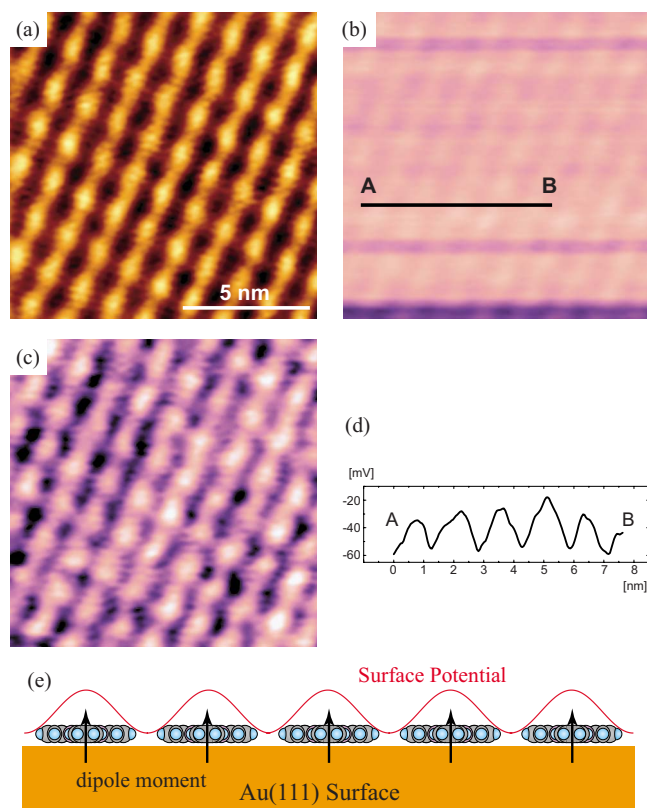 (a)
(b)
A B
5 nm
(c)
(d)
[mV]
-20
-40
-60
A B
0 1 2 3 4 5 6 7 8
[nm]
(e)
Surface Potential
dipole moment
Au(111) Surface